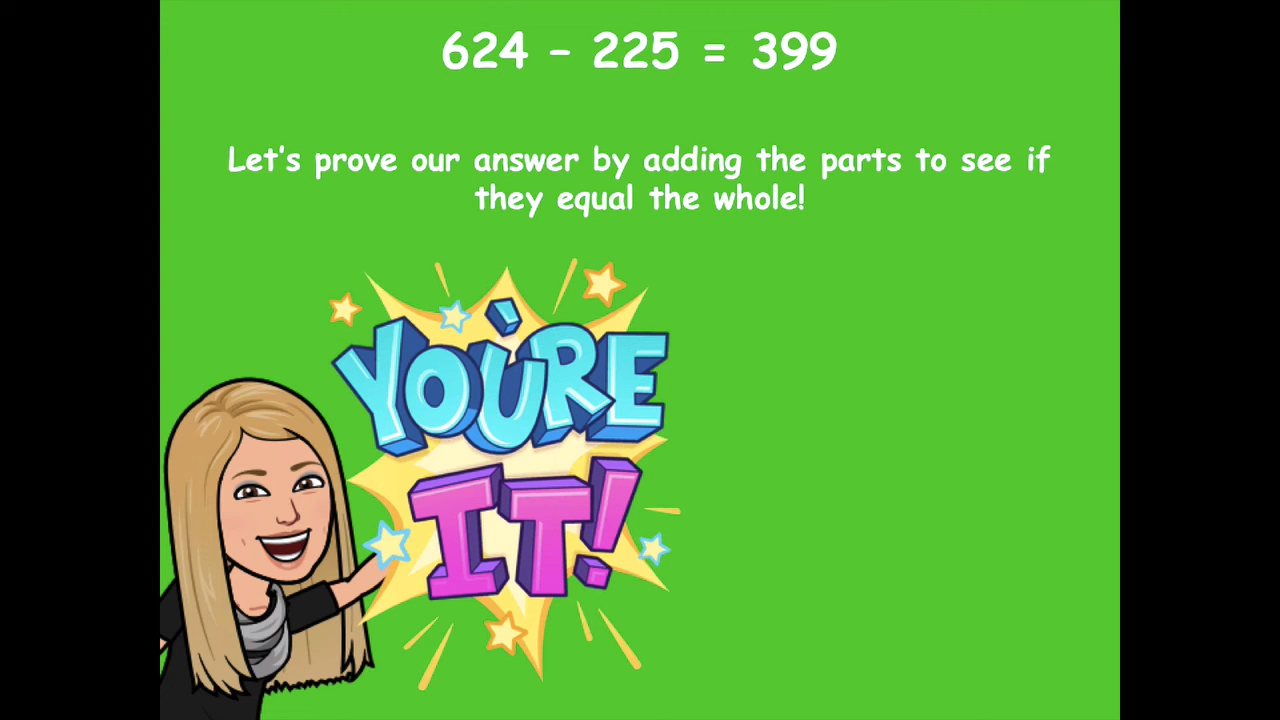 624 - 225 = 399
Let's prove our answer by adding the parts to see if
they equal the whole!
YOU'RE
IT!